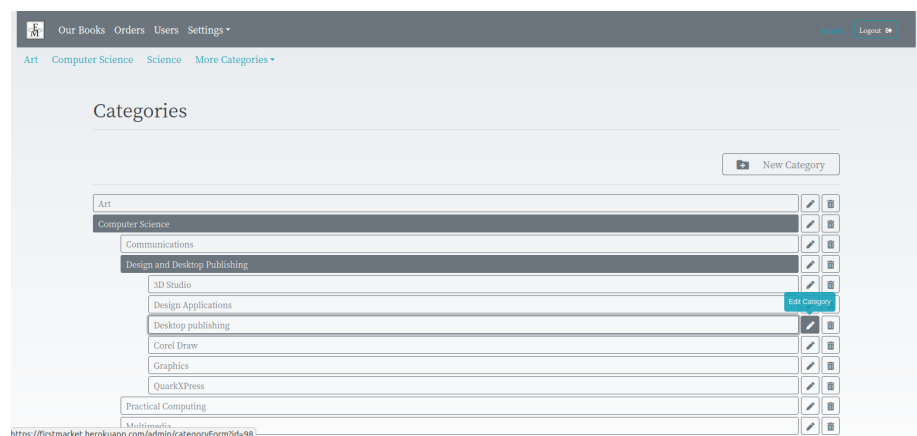 F
M
Our Books Orders Users Settings
Logout
Art Computer Science Science More Categories
Categories
New Category
Art
Computer Science
Communications
Design and Desktop Publishing
3D Studio
Design Applications
Edit Category
Desktop publishing
Corel Draw
Graphics
QuarkXPress
Practical Computing
Multimedia
https://firstmarket.herokuapp.com/admin/categoryForm?id=98